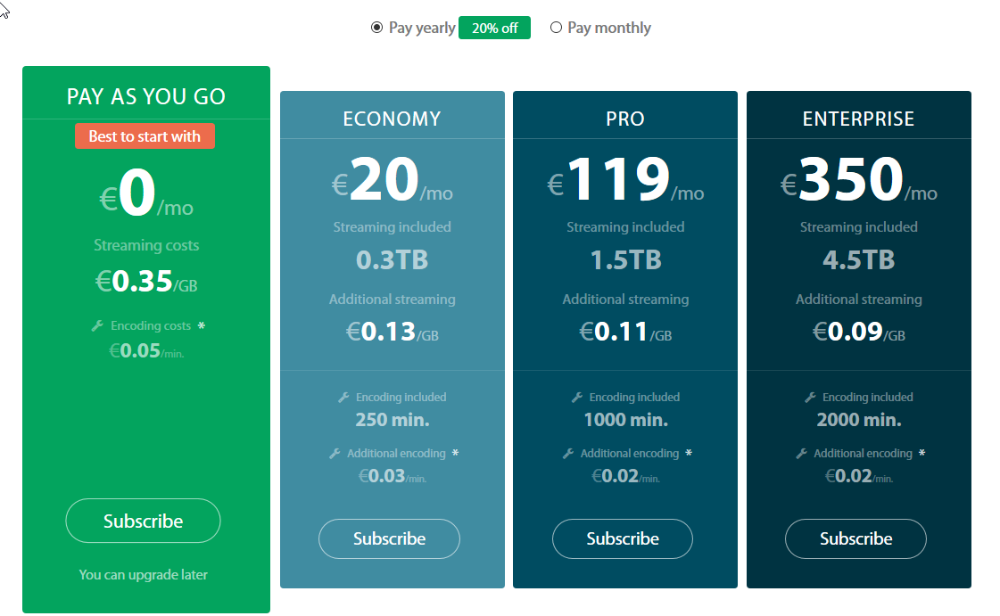 Pay yearly 20% off Pay monthly
PAY AS YOU GO
Best to start with
€0/mo
Streaming costs
€0.35/GB
Encoding costs *
€0.05/min.
Subscribe
You can upgrade later
ECONOMY
€20/mo
Streaming included
0.3TB
Additional streaming
€0.13/GB
Encoding included
250 min.
Additional encoding *
€0.03/min.
Subscribe
PRO
€119/mo
Streaming included
1.5TB
Additional streaming
€0.11/GB
Encoding included
1000 min.
Additional encoding *
€0.02/min.
Subscribe
ENTERPRISE
€350/mo
Streaming included
4.5TB
Additional streaming
€0.09/GB
Encoding included
2000 min.
Additional encoding *
€0.02/min.
Subscribe